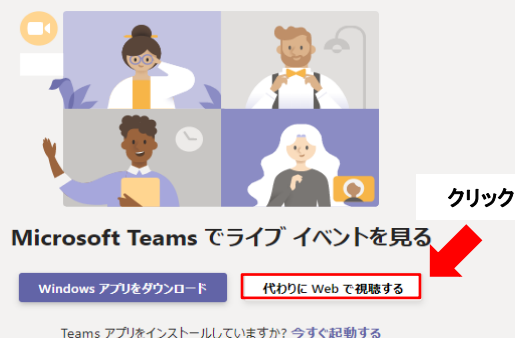 クリック
Microsoft Teams でライブ イベントを見る
Windows アプリをダウンロード
代わりに Web で視聴する
Teams アプリをインストールしていますか? 今すぐ起動する